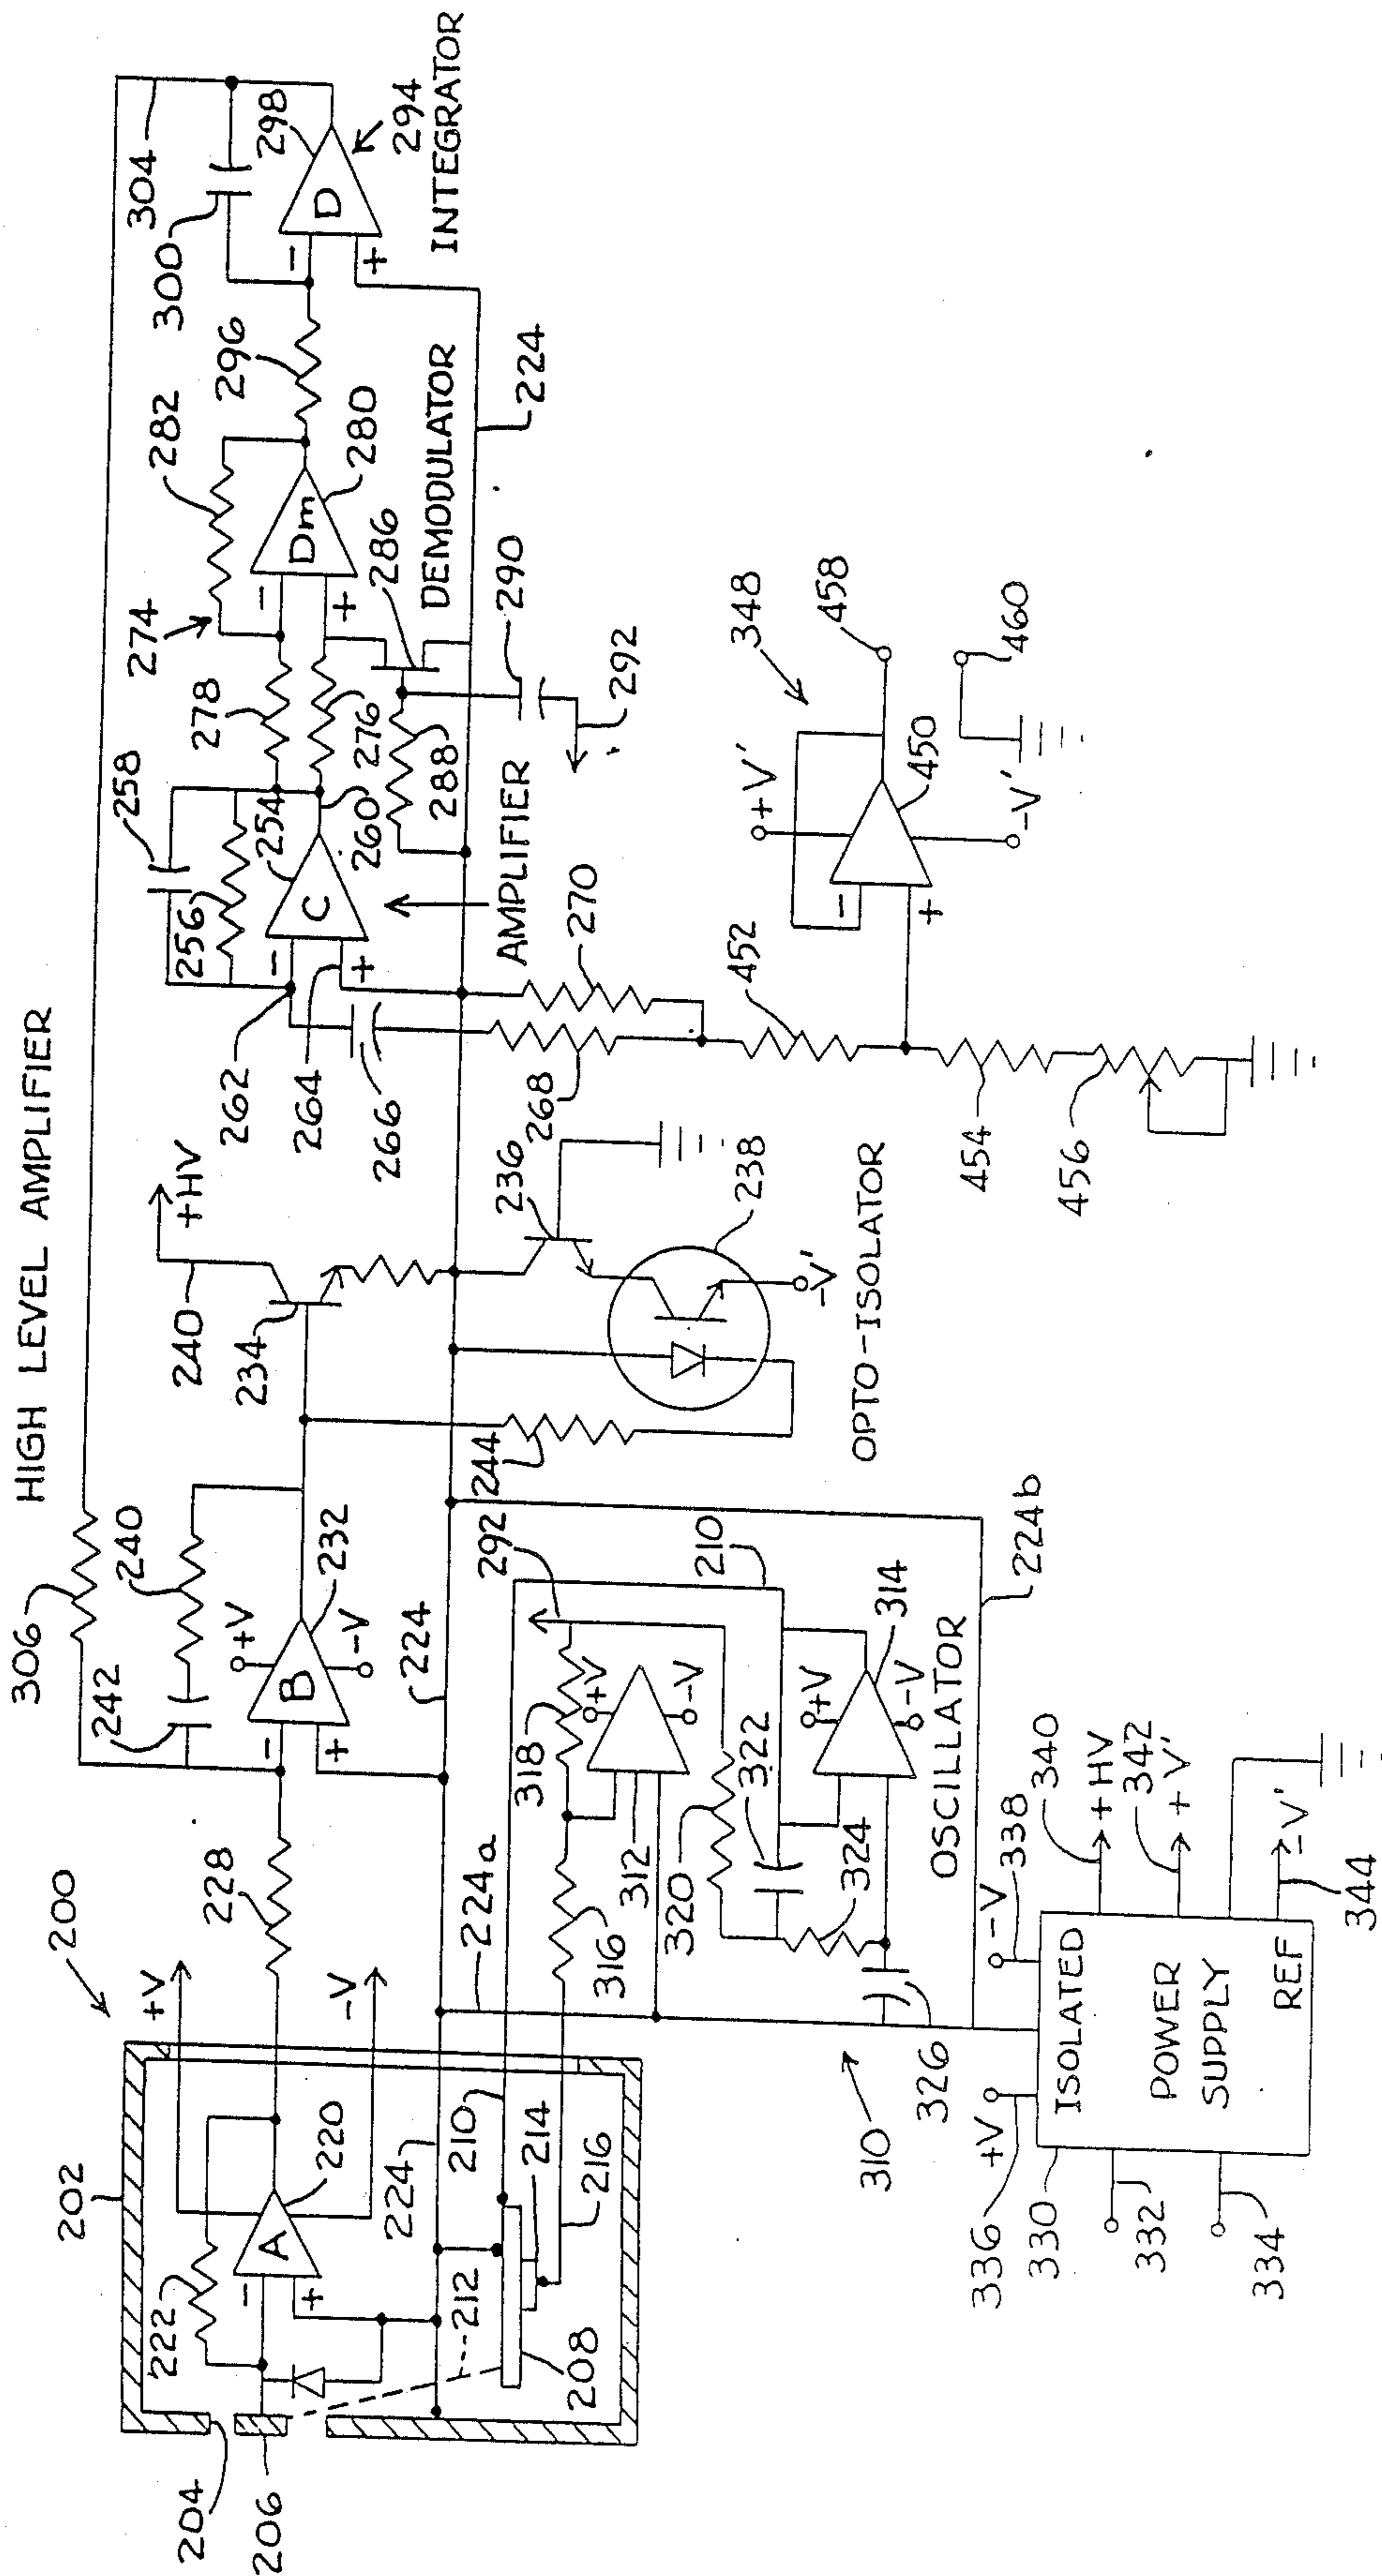 HIGH LEVEL AMPLIFIER
200
202
204
206
222
A
-
+
220
+V
-V
224
212
210
214
216
208
228
306
242
240
B
-
+
+V
-V
232
224
224a
240
+HV
234
244
236
238
-V'
OPTO-ISOLATOR
262
264
266
268
270
258
256
254
C
-
+
260
AMPLIFIER
278
276
274
282
Dm
-
+
280
286
288
290
292
DEMODULATOR
224
296
300
304
D
-
+
298
294
INTEGRATOR
292
210
318
316
312
+V
-V
320
322
324
314
+V
-V
326
310
OSCILLATOR
224b
452
454
456
+V'
-V'
-
+
450
348
458
460
336
+V
-V
338
330
332
334
ISOLATED
POWER
SUPPLY
REF
340
+HV
342
+V'
-V'
344